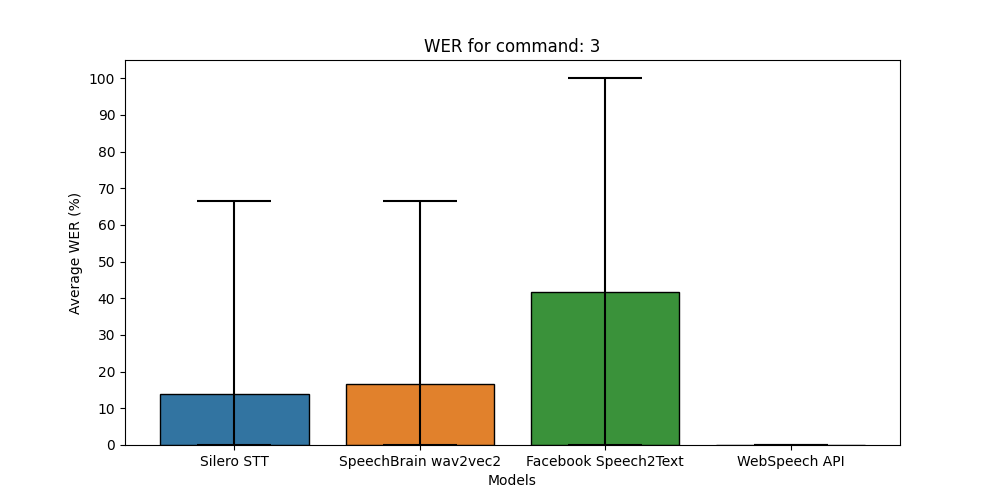 WER for command: 3
Average WER (%)
100
90
80
70
60
50
40
30
20
10
0
Silero STT
SpeechBrain wav2vec2
Facebook Speech2Text
WebSpeech API
Models